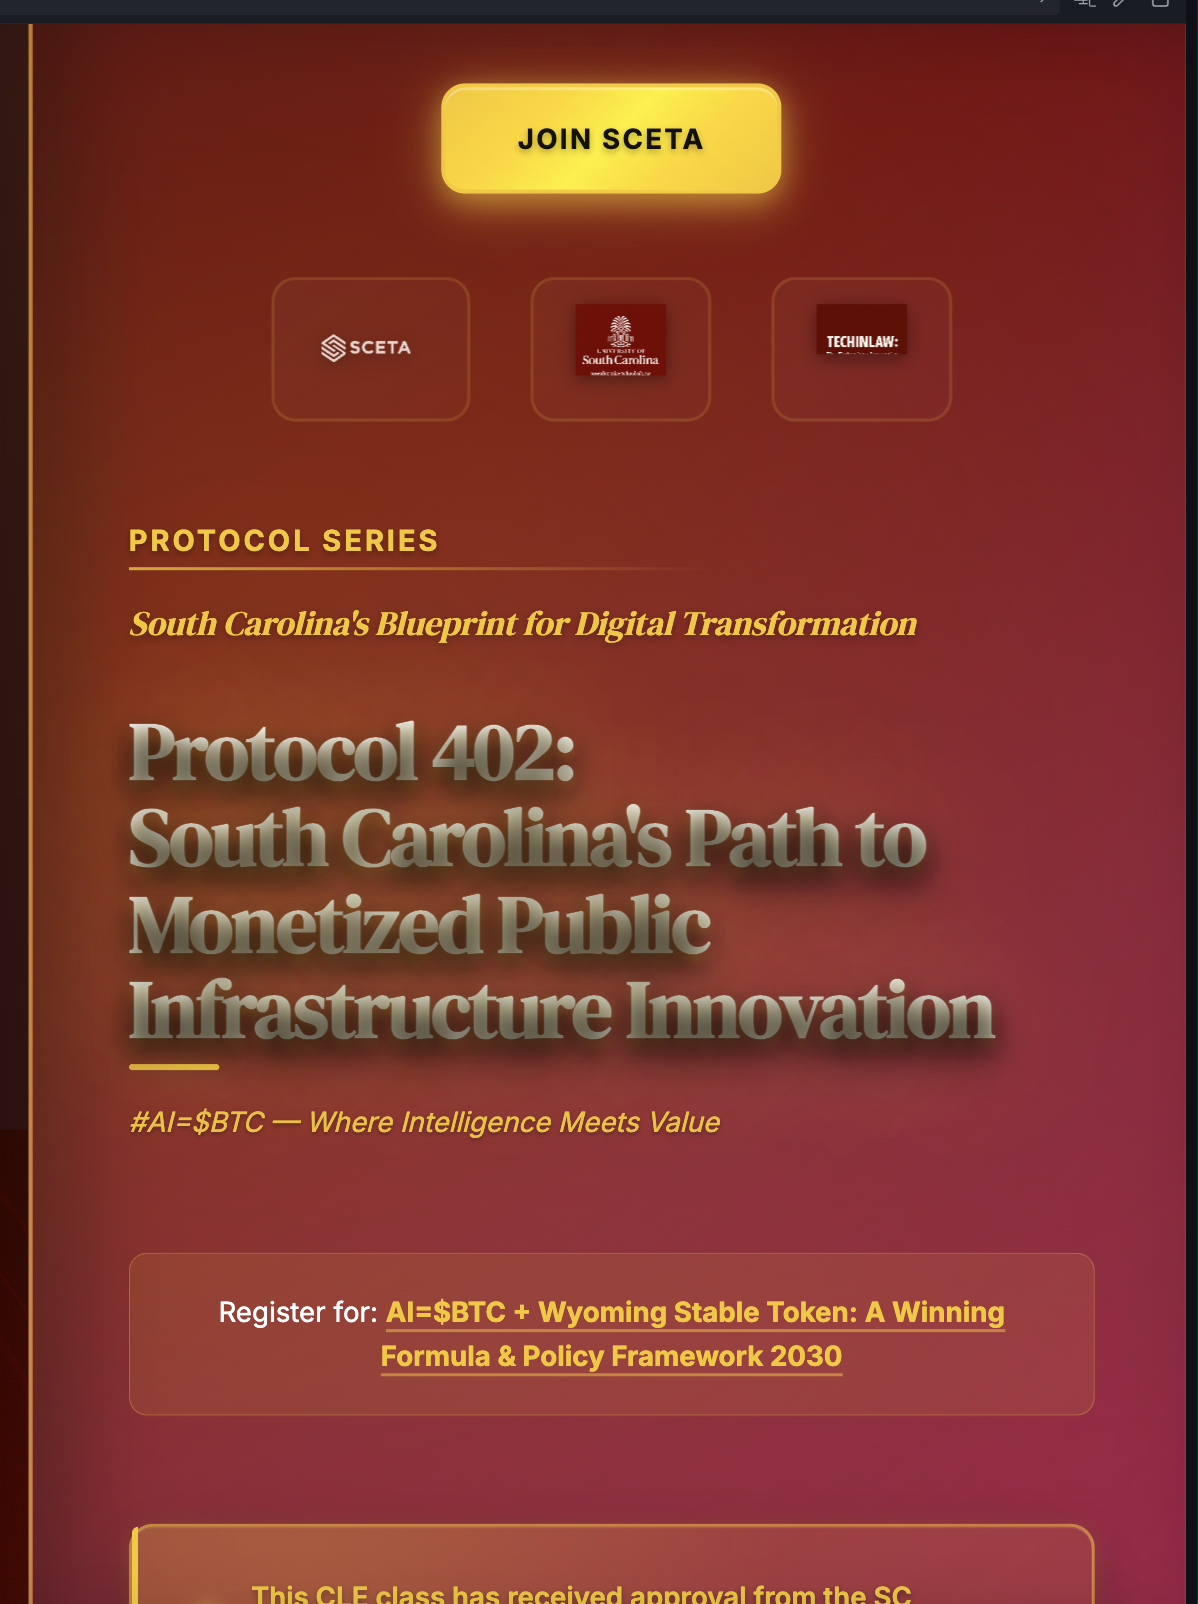 JOIN SCETA
SCETA
UNIVERSITY OF
South Carolina
TECHINLAW:
PROTOCOL SERIES
South Carolina's Blueprint for Digital Transformation
Protocol 402:
South Carolina's Path to
Monetized Public
Infrastructure Innovation
#AI=$BTC — Where Intelligence Meets Value
Register for: AI=$BTC + Wyoming Stable Token: A Winning
Formula & Policy Framework 2030
This CLE class has received approval from the SC